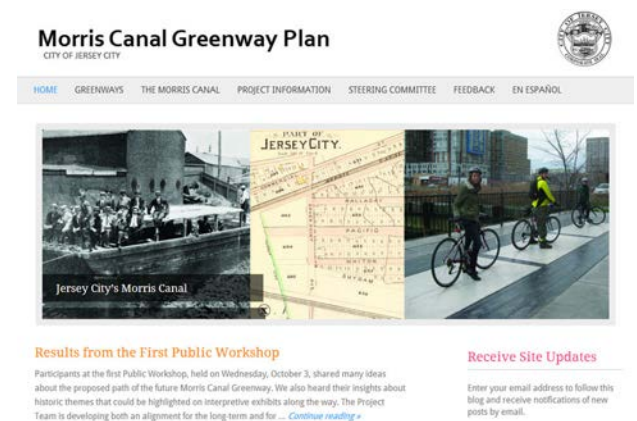 Morris Canal Greenway Plan
CITY OF JERSEY CITY
HOME GREENWAYS THE MORRIS CANAL PROJECT INFORMATION STEERING COMMITTEE FEEDBACK EN ESPAÑOL
PART OF
JERSEY CITY.
Jersey City's Morris Canal
Results from the First Public Workshop
Participants at the first Public Workshop, held on Wednesday, October 3, shared many ideas
about the proposed path of the future Morris Canal Greenway. We also heard their insights about
historic themes that could be highlighted on interpretive exhibits along the way. The Project
Team is developing both an alignment for the long-term and for ... Continue reading »
Receive Site Updates
Enter your email address to follow this
blog and receive notifications of new
posts by email.